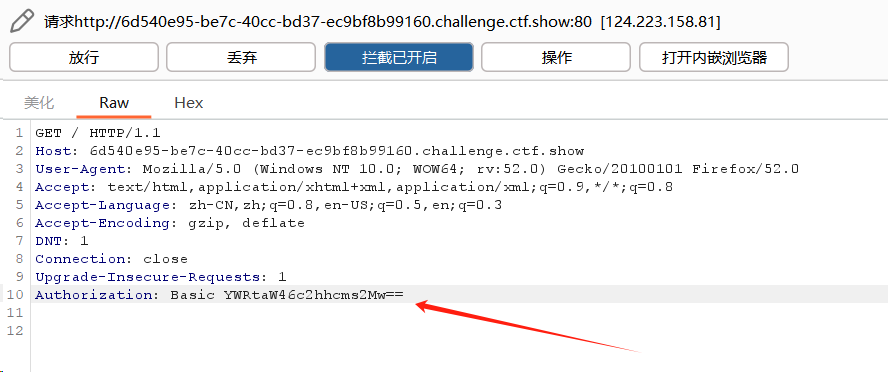 请求http://6d540e95-be7c-40cc-bd37-ec9bf8b99160.challenge.ctf.show:80 [124.223.158.81]
放行 丢弃 拦截已开启 操作 打开内嵌浏览器
美化 Raw Hex
1 GET / HTTP/1.1
2 Host: 6d540e95-be7c-40cc-bd37-ec9bf8b99160.challenge.ctf.show
3 User-Agent: Mozilla/5.0 (Windows NT 10.0; WOW64; rv:52.0) Gecko/20100101 Firefox/52.0
4 Accept: text/html,application/xhtml+xml,application/xml;q=0.9,*/*;q=0.8
5 Accept-Language: zh-CN,zh;q=0.8,en-US;q=0.5,en;q=0.3
6 Accept-Encoding: gzip, deflate
7 DNT: 1
8 Connection: close
9 Upgrade-Insecure-Requests: 1
10 Authorization: Basic YWRtaW46c2hhcms2Mw==
11
12